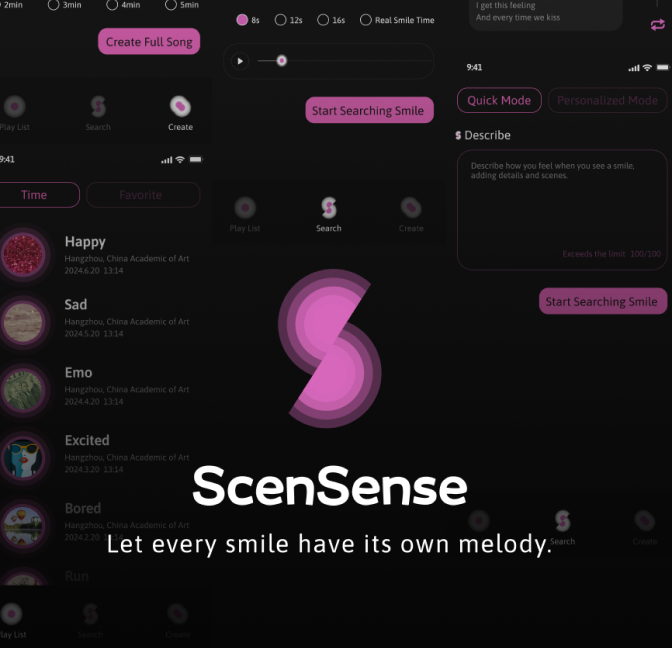 2min 3min 4min 5min
Create Full Song
Play List Search Create
9:41
Time Favorite
Happy
Hangzhou, China Academic of Art
2024.6.20 13:14
Sad
Hangzhou, China Academic of Art
2024.5.20 13:14
Emo
Hangzhou, China Academic of Art
2024.4.20 13:14
Excited
Hangzhou, China Academic of Art
2024.3.20 13:14
Bored
Hangzhou, China Academic of Art
2024.2.20
Run
Play List Search Create
8s 12s 16s Real Smile Time
Start Searching Smile
Play List Search Create
I get this feeling
And every time we kiss
9:41
Quick Mode Personalized Mode
Describe
Describe how you feel when you see a smile,
adding details and scenes.
Exceeds the limit 100/100
Start Searching Smile
Search Create
ScenSense
Let every smile have its own melody.